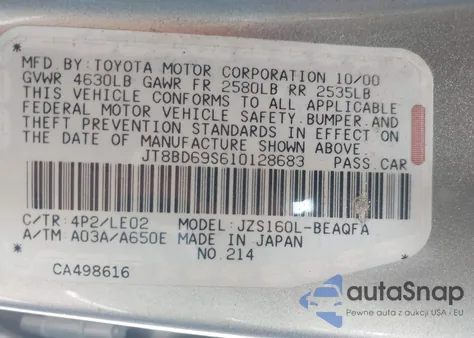 MFD. BY: TOYOTA MOTOR CORPORATION 10/00
GVWR 4630LB GAWR FR 2580LB RR 2535LB
THIS VEHICLE CONFORMS TO ALL APPLICABLE
FEDERAL MOTOR VEHICLE SAFETY, BUMPER, AND
THEFT PREVENTION STANDARDS IN EFFECT ON
THE DATE OF MANUFACTURE SHOWN ABOVE.
JT8BD69S610128683 PASS. CAR
C/TR: 4P2/LE02 MODEL: JZS160L-BEAQFA
A/TM: A03A/A650E MADE IN JAPAN
NO. 214
CA498616
autoSnap
Pewne auta z aukcji USA i EU